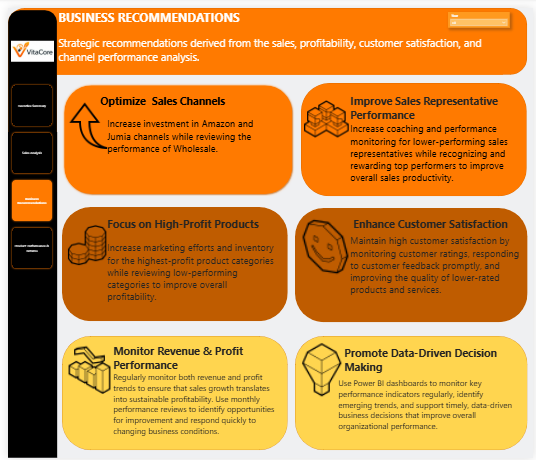 BUSINESS RECOMMENDATIONS
Strategic recommendations derived from the sales, profitability, customer satisfaction, and
channel performance analysis.
Year
All
VitaCore
Executive Summary
Sales Analysis
Business
Recommendations
Optimize Sales Channels
Increase investment in Amazon and
Jumia channels while reviewing the
performance of Wholesale.
Improve Sales Representative
Performance
Increase coaching and performance
monitoring for lower-performing sales
representatives while recognizing and
rewarding top performers to improve
overall sales productivity.
Focus on High-Profit Products
Increase marketing efforts and inventory
for the highest-profit product categories
while reviewing low-performing
categories to improve overall
profitability.
Enhance Customer Satisfaction
Maintain high customer satisfaction by
monitoring customer ratings, responding
to customer feedback promptly, and
improving the quality of lower-rated
products and services.
Monitor Revenue & Profit
Performance
Regularly monitor both revenue and profit
trends to ensure that sales growth translates
into sustainable profitability. Use monthly
performance reviews to identify opportunities
for improvement and respond quickly to
changing business conditions.
Promote Data-Driven Decision
Making
Use Power BI dashboards to monitor key
performance indicators regularly, identify
emerging trends, and support timely, data-driven
business decisions that improve overall
organizational performance.